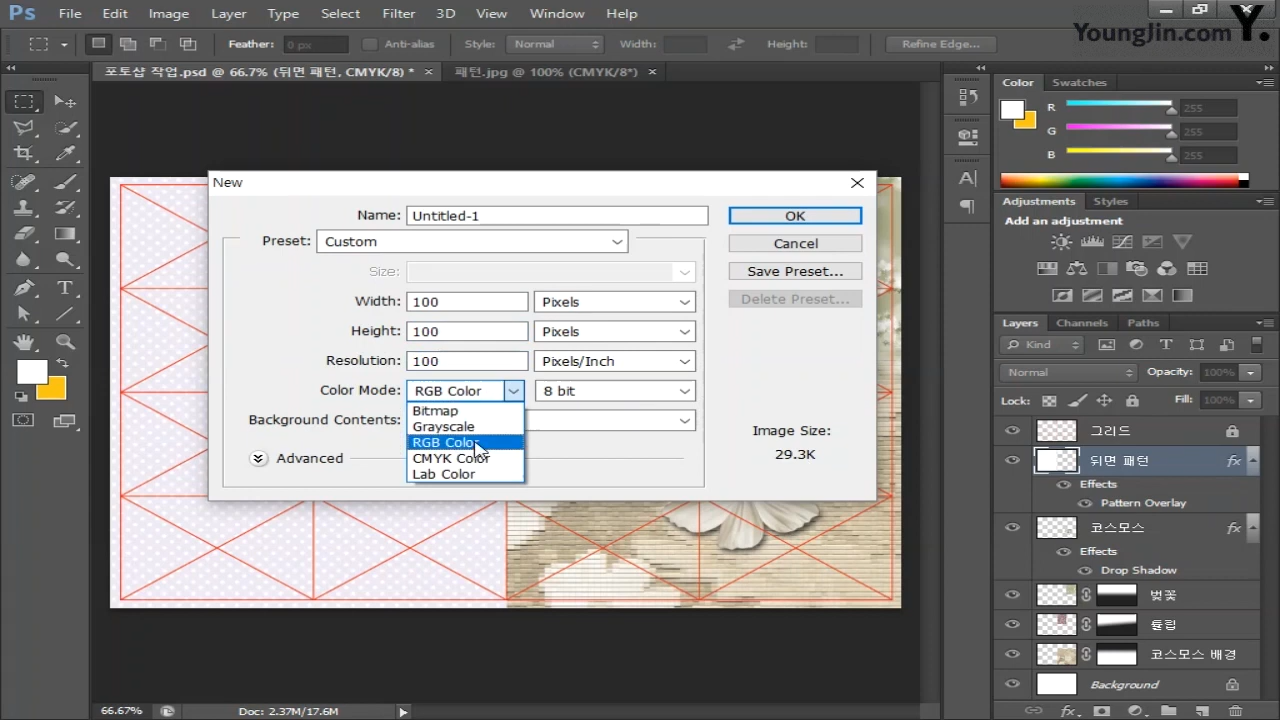 Ps File Edit Image Layer Type Select Filter 3D View Window Help
Feather: 0 px Anti-alias Style: Normal Width: Height: Refine Edge...
YoungJin.com Y.
포토샵 작업.psd @ 66.7% (뒤면 패턴, CMYK/8) * × 패턴.jpg @ 100% (CMYK/8*) ×
New
Name: Untitled-1
Preset: Custom
Size:
Width: 100 Pixels
Height: 100 Pixels
Resolution: 100 Pixels/Inch
Color Mode: RGB Color 8 bit
Bitmap
Grayscale
RGB Color
CMYK Color
Lab Color
Background Contents:
Advanced
OK
Cancel
Save Preset...
Delete Preset...
Image Size:
29.3K
Color Swatches
R 255
G 255
B 255
Adjustments Styles
Add an adjustment
Layers Channels Paths
Kind
Normal Opacity: 100%
Lock: Fill: 100%
그리드
뒤면 패턴 fx
Effects
Pattern Overlay
코스모스 fx
Effects
Drop Shadow
벚꽃
튤립
코스모스 배경
Background
66.67% Doc: 2.37M/17.6M
fx